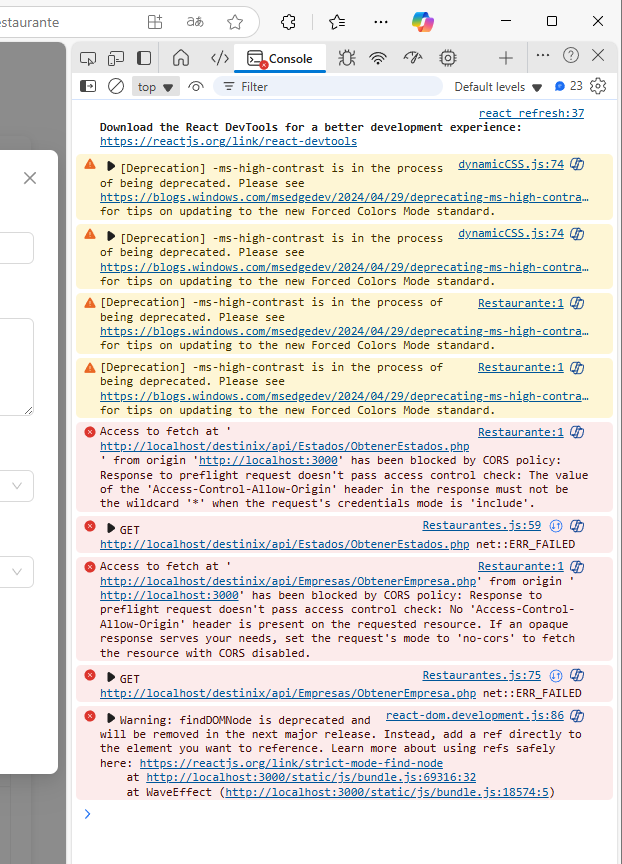 estaurante
aあ
Console
top
Filter
Default levels
23
react refresh:37
Download the React DevTools for a better development experience:
https://reactjs.org/link/react-devtools
[Deprecation] -ms-high-contrast is in the process dynamicCSS.js:74
of being deprecated. Please see
https://blogs.windows.com/msedgedev/2024/04/29/deprecating-ms-high-contra…
for tips on updating to the new Forced Colors Mode standard.
[Deprecation] -ms-high-contrast is in the process dynamicCSS.js:74
of being deprecated. Please see
https://blogs.windows.com/msedgedev/2024/04/29/deprecating-ms-high-contra…
for tips on updating to the new Forced Colors Mode standard.
[Deprecation] -ms-high-contrast is in the process of Restaurante:1
being deprecated. Please see
https://blogs.windows.com/msedgedev/2024/04/29/deprecating-ms-high-contra…
for tips on updating to the new Forced Colors Mode standard.
[Deprecation] -ms-high-contrast is in the process of Restaurante:1
being deprecated. Please see
https://blogs.windows.com/msedgedev/2024/04/29/deprecating-ms-high-contra…
for tips on updating to the new Forced Colors Mode standard.
Access to fetch at ' Restaurante:1
http://localhost/destinix/api/Estados/ObtenerEstados.php
' from origin 'http://localhost:3000' has been blocked by CORS policy:
Response to preflight request doesn't pass access control check: The value
of the 'Access-Control-Allow-Origin' header in the response must not be
the wildcard '*' when the request's credentials mode is 'include'.
GET Restaurantes.js:59
http://localhost/destinix/api/Estados/ObtenerEstados.php net::ERR_FAILED
Access to fetch at ' Restaurante:1
http://localhost/destinix/api/Empresas/ObtenerEmpresa.php' from origin '
http://localhost:3000' has been blocked by CORS policy: Response to
preflight request doesn't pass access control check: No 'Access-Control-
Allow-Origin' header is present on the requested resource. If an opaque
response serves your needs, set the request's mode to 'no-cors' to fetch
the resource with CORS disabled.
GET Restaurantes.js:75
http://localhost/destinix/api/Empresas/ObtenerEmpresa.php net::ERR_FAILED
Warning: findDOMNode is deprecated and react-dom.development.js:86
will be removed in the next major release. Instead, add a ref directly to
the element you want to reference. Learn more about using refs safely
here: https://reactjs.org/link/strict-mode-find-node
at http://localhost:3000/static/js/bundle.js:69316:32
at WaveEffect (http://localhost:3000/static/js/bundle.js:18574:5)